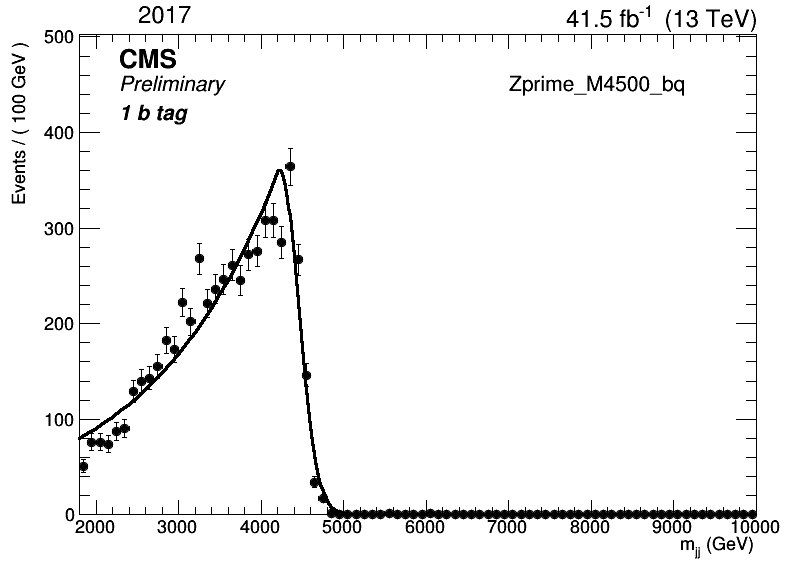 2017 41.5 fb⁻¹ (13 TeV)
Events / ( 100 GeV )
500
400
300
200
100
0
CMS
Preliminary
1 b tag
Zprime_M4500_bq
2000 3000 4000 5000 6000 7000 8000 9000 10000
m_jj (GeV)